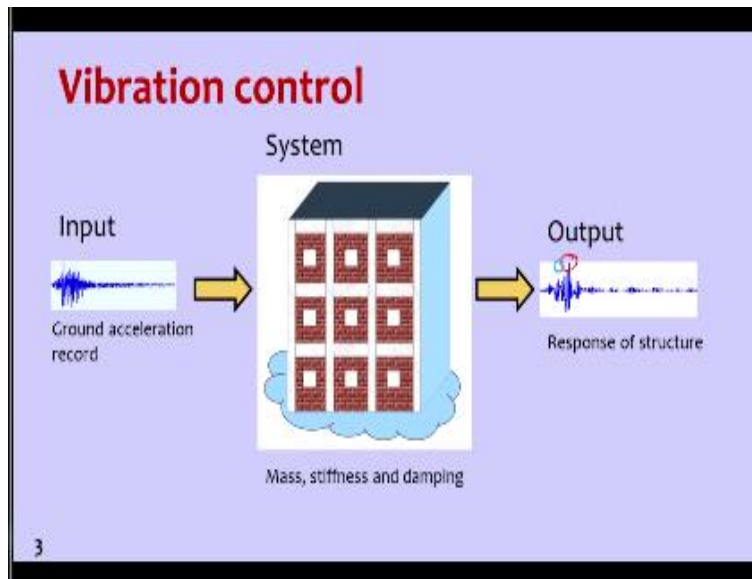 Vibration control
System
Input
Output
Ground acceleration
record
Response of structure
Mass, stiffness and damping
3